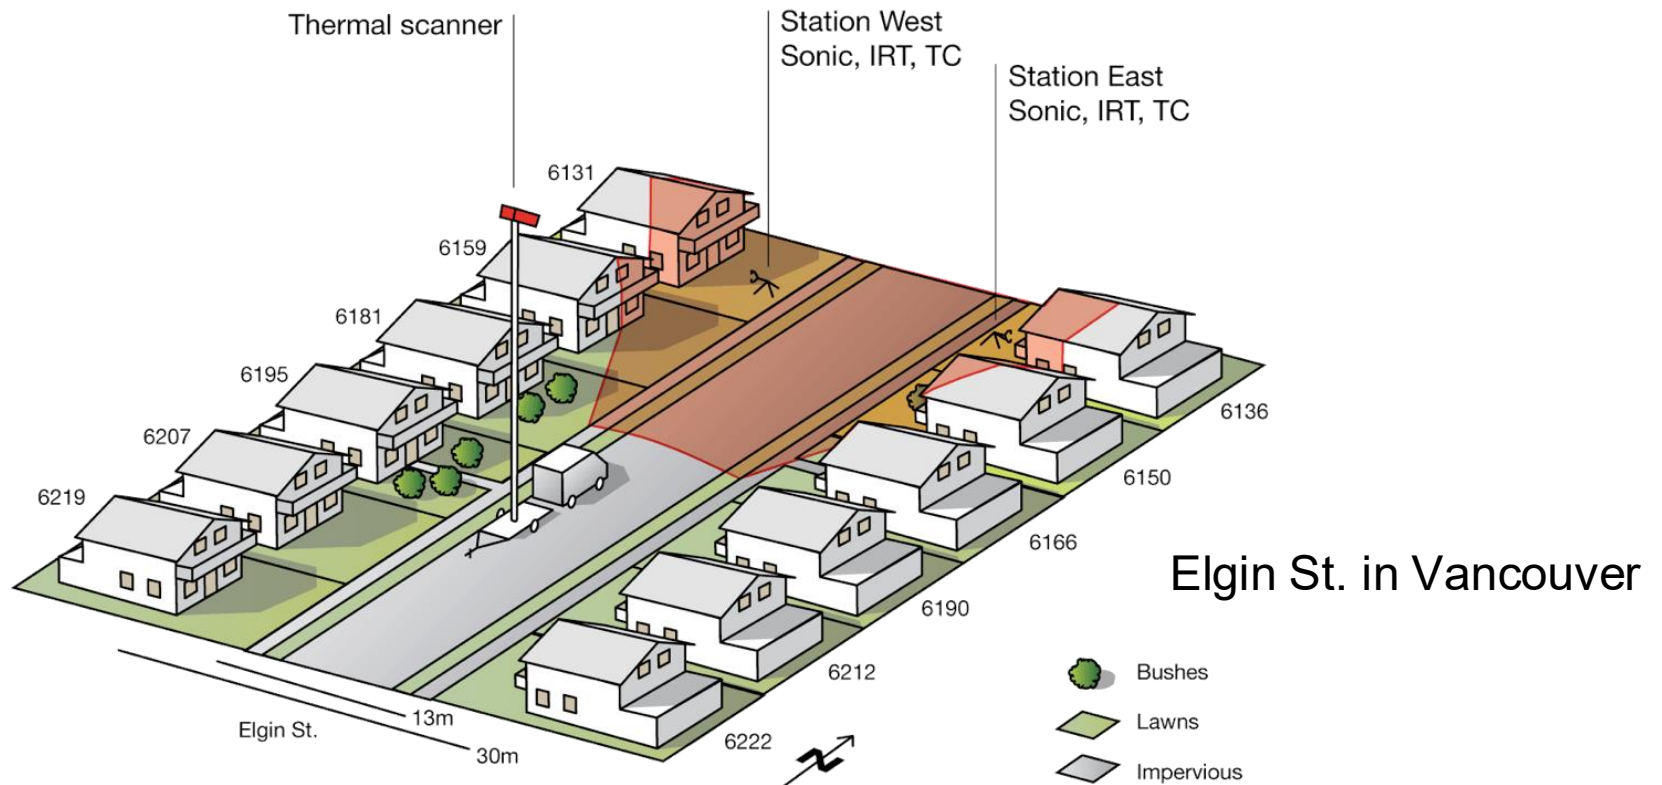 Thermal scanner
Station West
Sonic, IRT, TC
Station East
Sonic, IRT, TC
6131
6159
6181
6195
6207
6219
6136
6150
6166
6190
6212
6222
Elgin St. in Vancouver
13m
30m
Elgin St.
N
Bushes
Lawns
Impervious